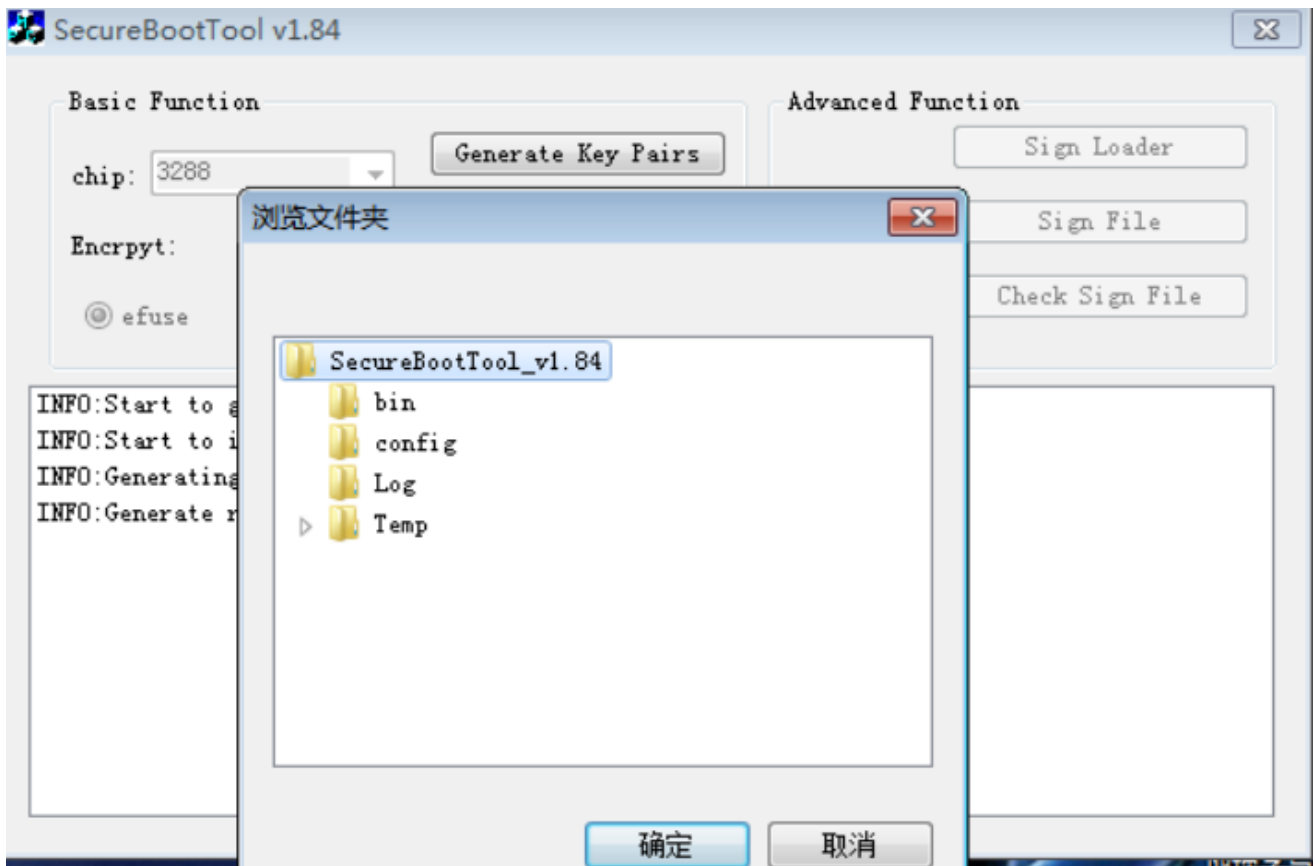 SecureBootTool v1.84
Basic Function
Advanced Function
chip:
3288
Generate Key Pairs
Sign Loader
浏览文件夹
Encrpyt:
Sign File
efuse
Check Sign File
SecureBootTool_v1.84
bin
config
Log
Temp
INFO:Start to
INFO:Start to
INFO:Generating
INFO:Generate
确定
取消